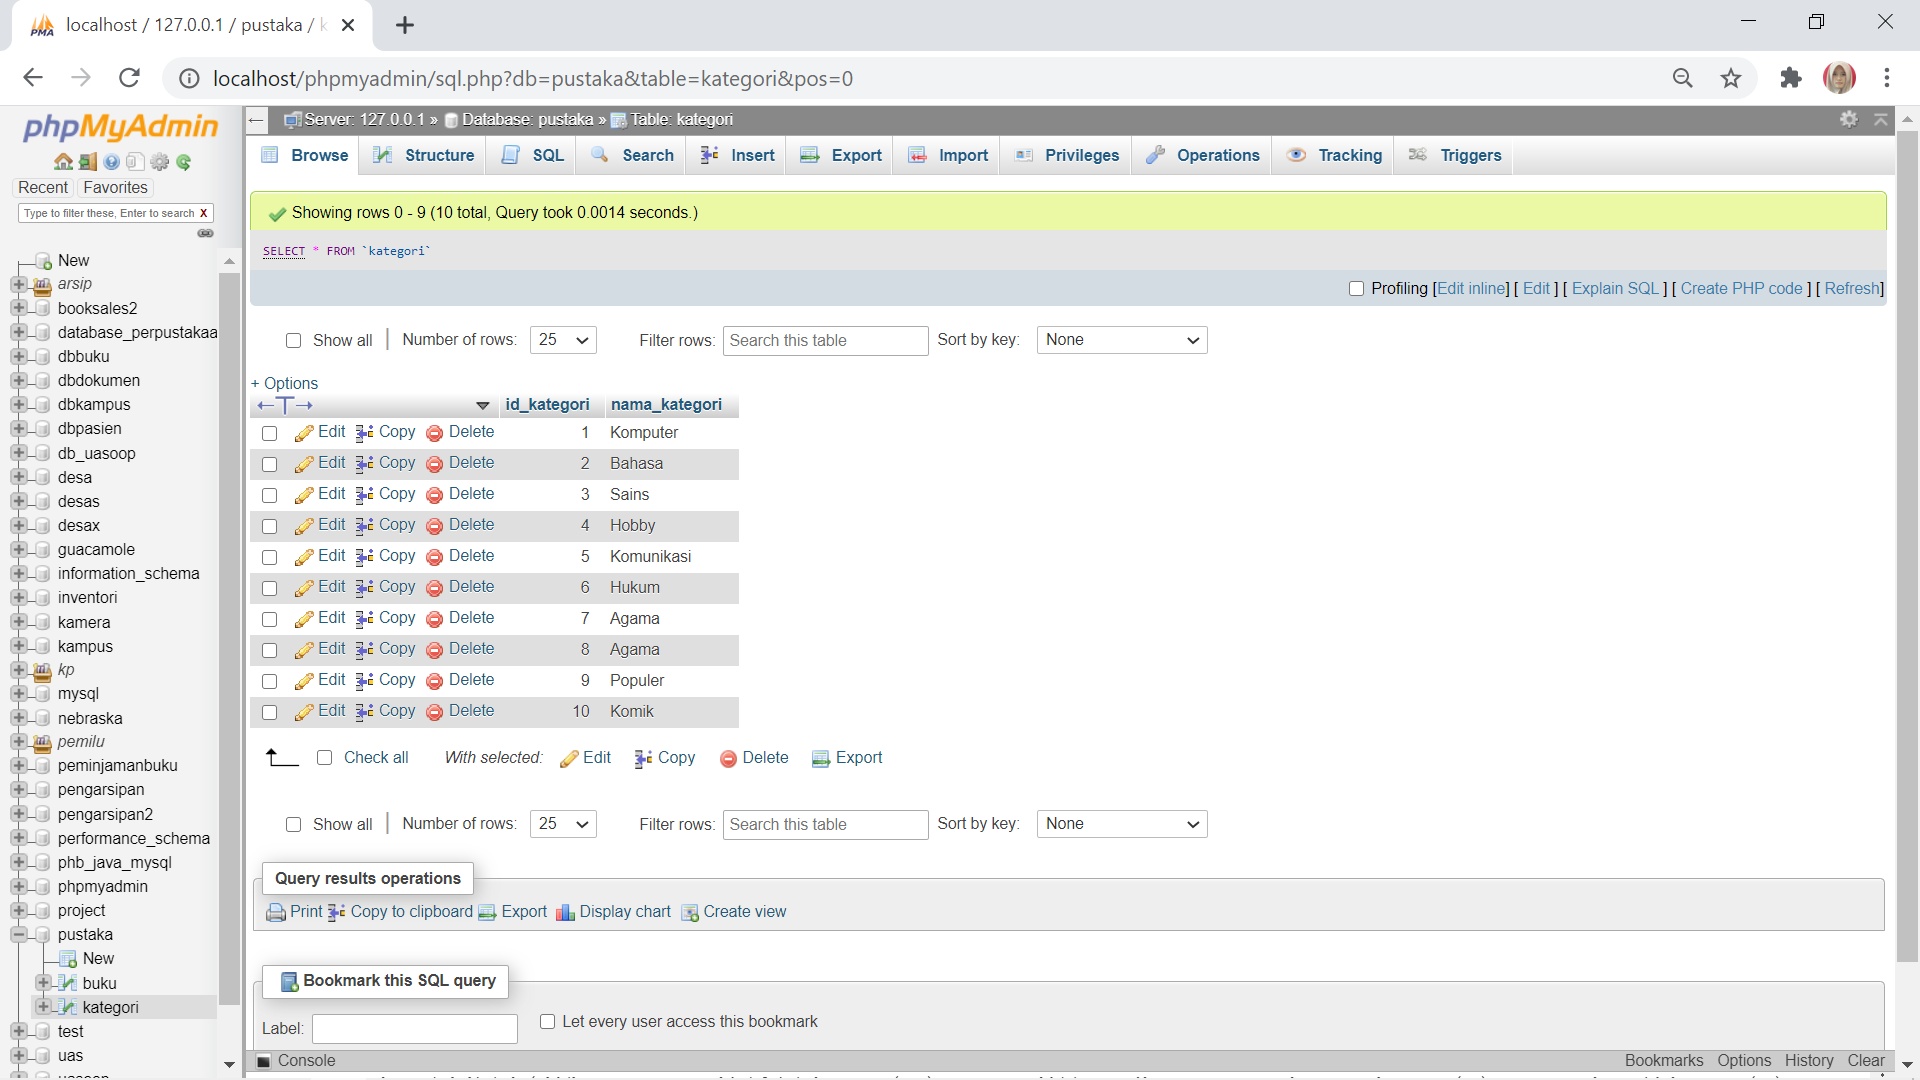 localhost / 127.0.0.1 / pustaka /
localhost/phpmyadmin/sql.php?db=pustaka&table=kategori&pos=0
phpMyAdmin
Recent Favorites
Type to filter these, Enter to search X
New
arsip
booksales2
database_perpustakaa
dbbuku
dbdokumen
dbkampus
dbpasien
db_uasoop
desa
desas
desax
guacamole
information_schema
inventori
kamera
kampus
kp
mysql
nebraska
pemilu
peminjamanbuku
pengarsipan
pengarsipan2
performance_schema
phb_java_mysql
phpmyadmin
project
pustaka
New
buku
kategori
test
uas
Server: 127.0.0.1 » Database: pustaka » Table: kategori
Browse Structure SQL Search Insert Export Import Privileges Operations Tracking Triggers
Showing rows 0 - 9 (10 total, Query took 0.0014 seconds.)
SELECT * FROM `kategori`
Profiling [Edit inline] [ Edit ] [ Explain SQL ] [ Create PHP code ] [ Refresh]
Show all | Number of rows: 25 Filter rows: Search this table Sort by key: None
+ Options
←T→ id_kategori nama_kategori
Edit Copy Delete 1 Komputer
Edit Copy Delete 2 Bahasa
Edit Copy Delete 3 Sains
Edit Copy Delete 4 Hobby
Edit Copy Delete 5 Komunikasi
Edit Copy Delete 6 Hukum
Edit Copy Delete 7 Agama
Edit Copy Delete 8 Agama
Edit Copy Delete 9 Populer
Edit Copy Delete 10 Komik
Check all With selected: Edit Copy Delete Export
Show all | Number of rows: 25 Filter rows: Search this table Sort by key: None
Query results operations
Print Copy to clipboard Export Display chart Create view
Bookmark this SQL query
Label: Let every user access this bookmark
Console Bookmarks Options History Clear